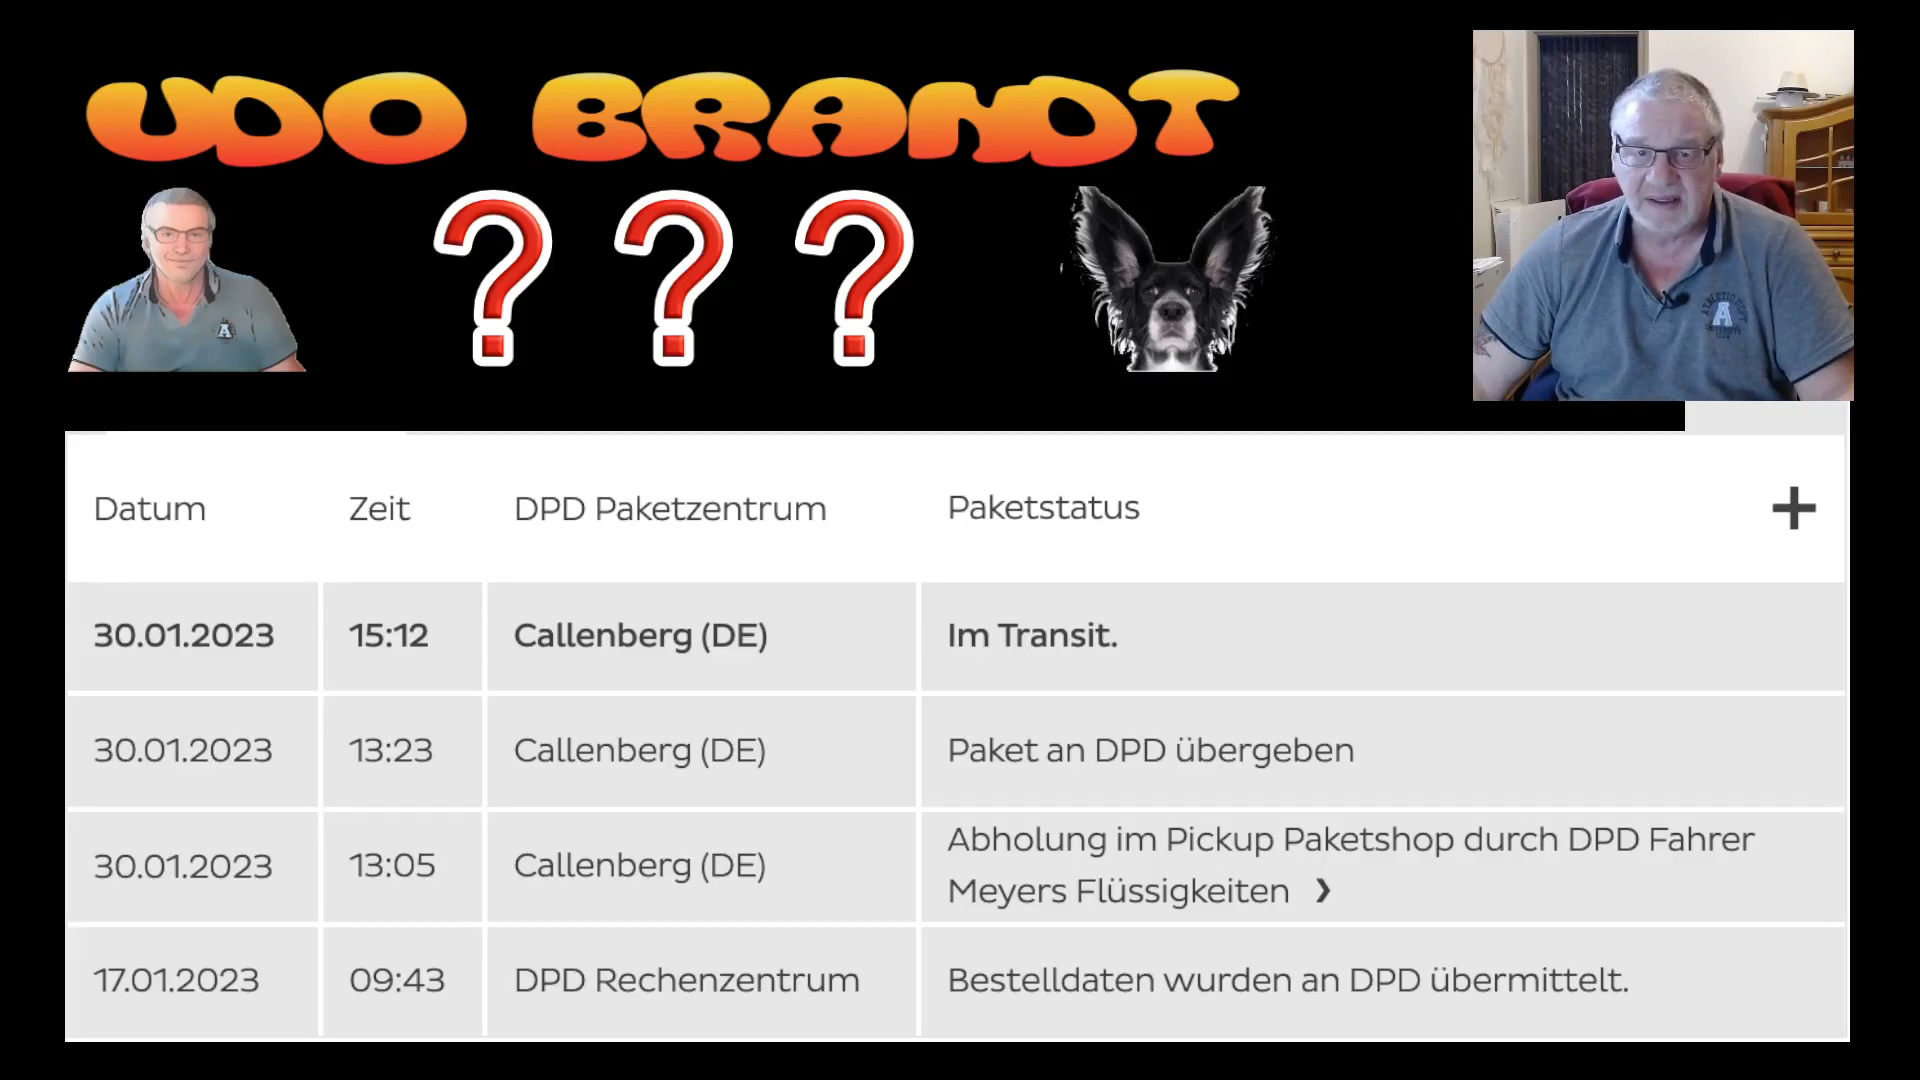 UDO BRANDT
? ? ?
A
ATHLETIC DEPT
A
Datum Zeit DPD Paketzentrum Paketstatus +
30.01.2023 15:12 Callenberg (DE) Im Transit.
30.01.2023 13:23 Callenberg (DE) Paket an DPD übergeben
30.01.2023 13:05 Callenberg (DE) Abholung im Pickup Paketshop durch DPD Fahrer
Meyers Flüssigkeiten ❯
17.01.2023 09:43 DPD Rechenzentrum Bestelldaten wurden an DPD übermittelt.